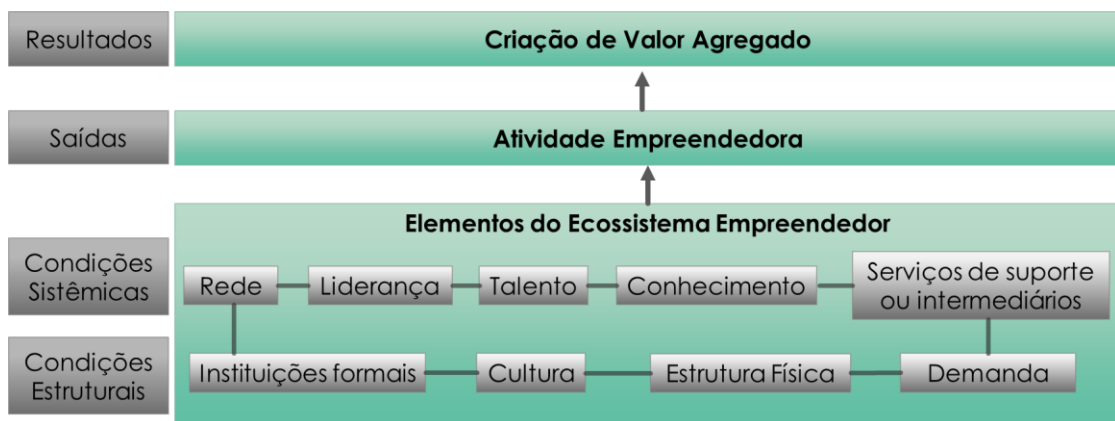 Resultados
Criação de Valor Agregado
Saídas
Atividade Empreendedora
Elementos do Ecossistema Empreendedor
Condições
Sistêmicas
Rede
Liderança
Talento
Conhecimento
Serviços de suporte
ou intermediários
Condições
Estruturais
Instituições formais
Cultura
Estrutura Física
Demanda